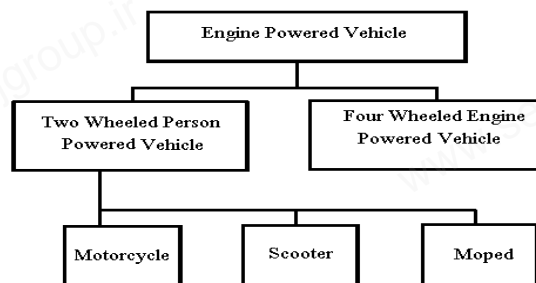 Engine Powered Vehicle
Two Wheeled Person
Powered Vehicle
Four Wheeled Engine
Powered Vehicle
Motorcycle
Scooter
Moped